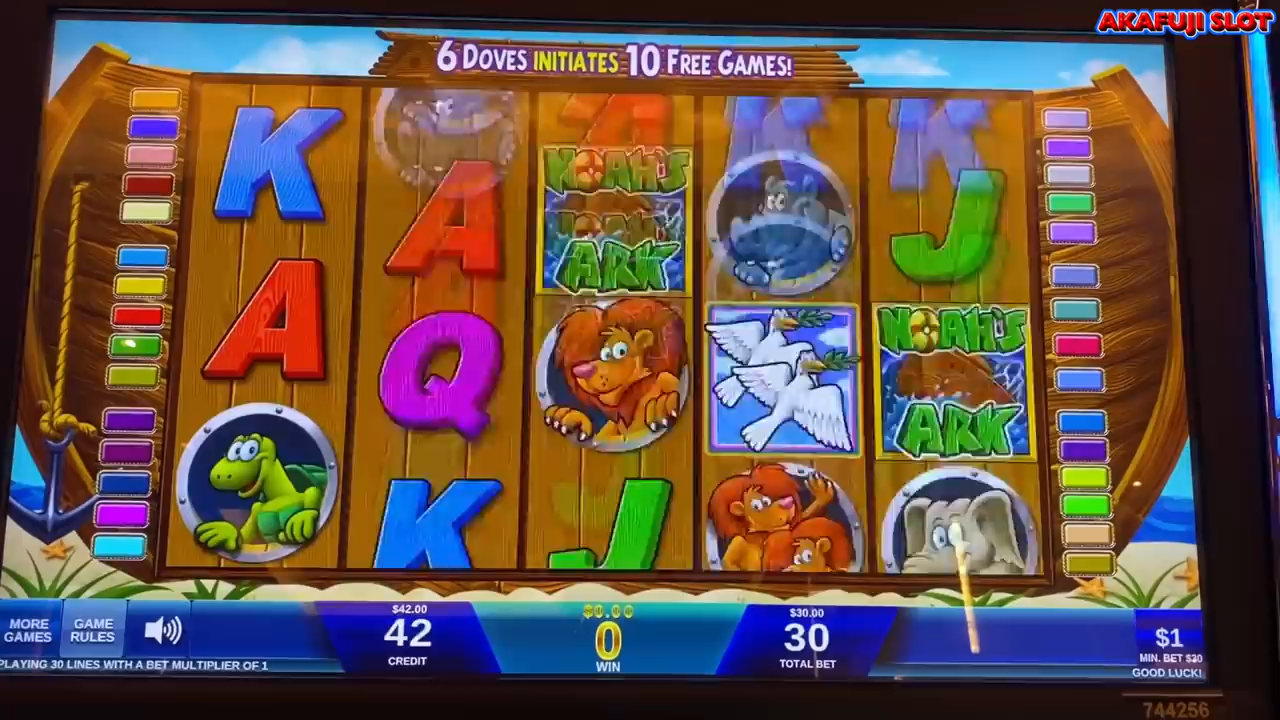 AKAFUJI SLOT
6 DOVES INITIATES 10 FREE GAMES!
K
A
K
K
A
NOAH'S
ARK
J
A
Q
NOAH'S
ARK
K
J
MORE
GAMES
GAME
RULES
$42.00
42
CREDIT
$0.00
0
WIN
$30.00
30
TOTAL BET
$1
MIN. BET $30
GOOD LUCK!
PLAYING 30 LINES WITH A BET MULTIPLIER OF 1
744256